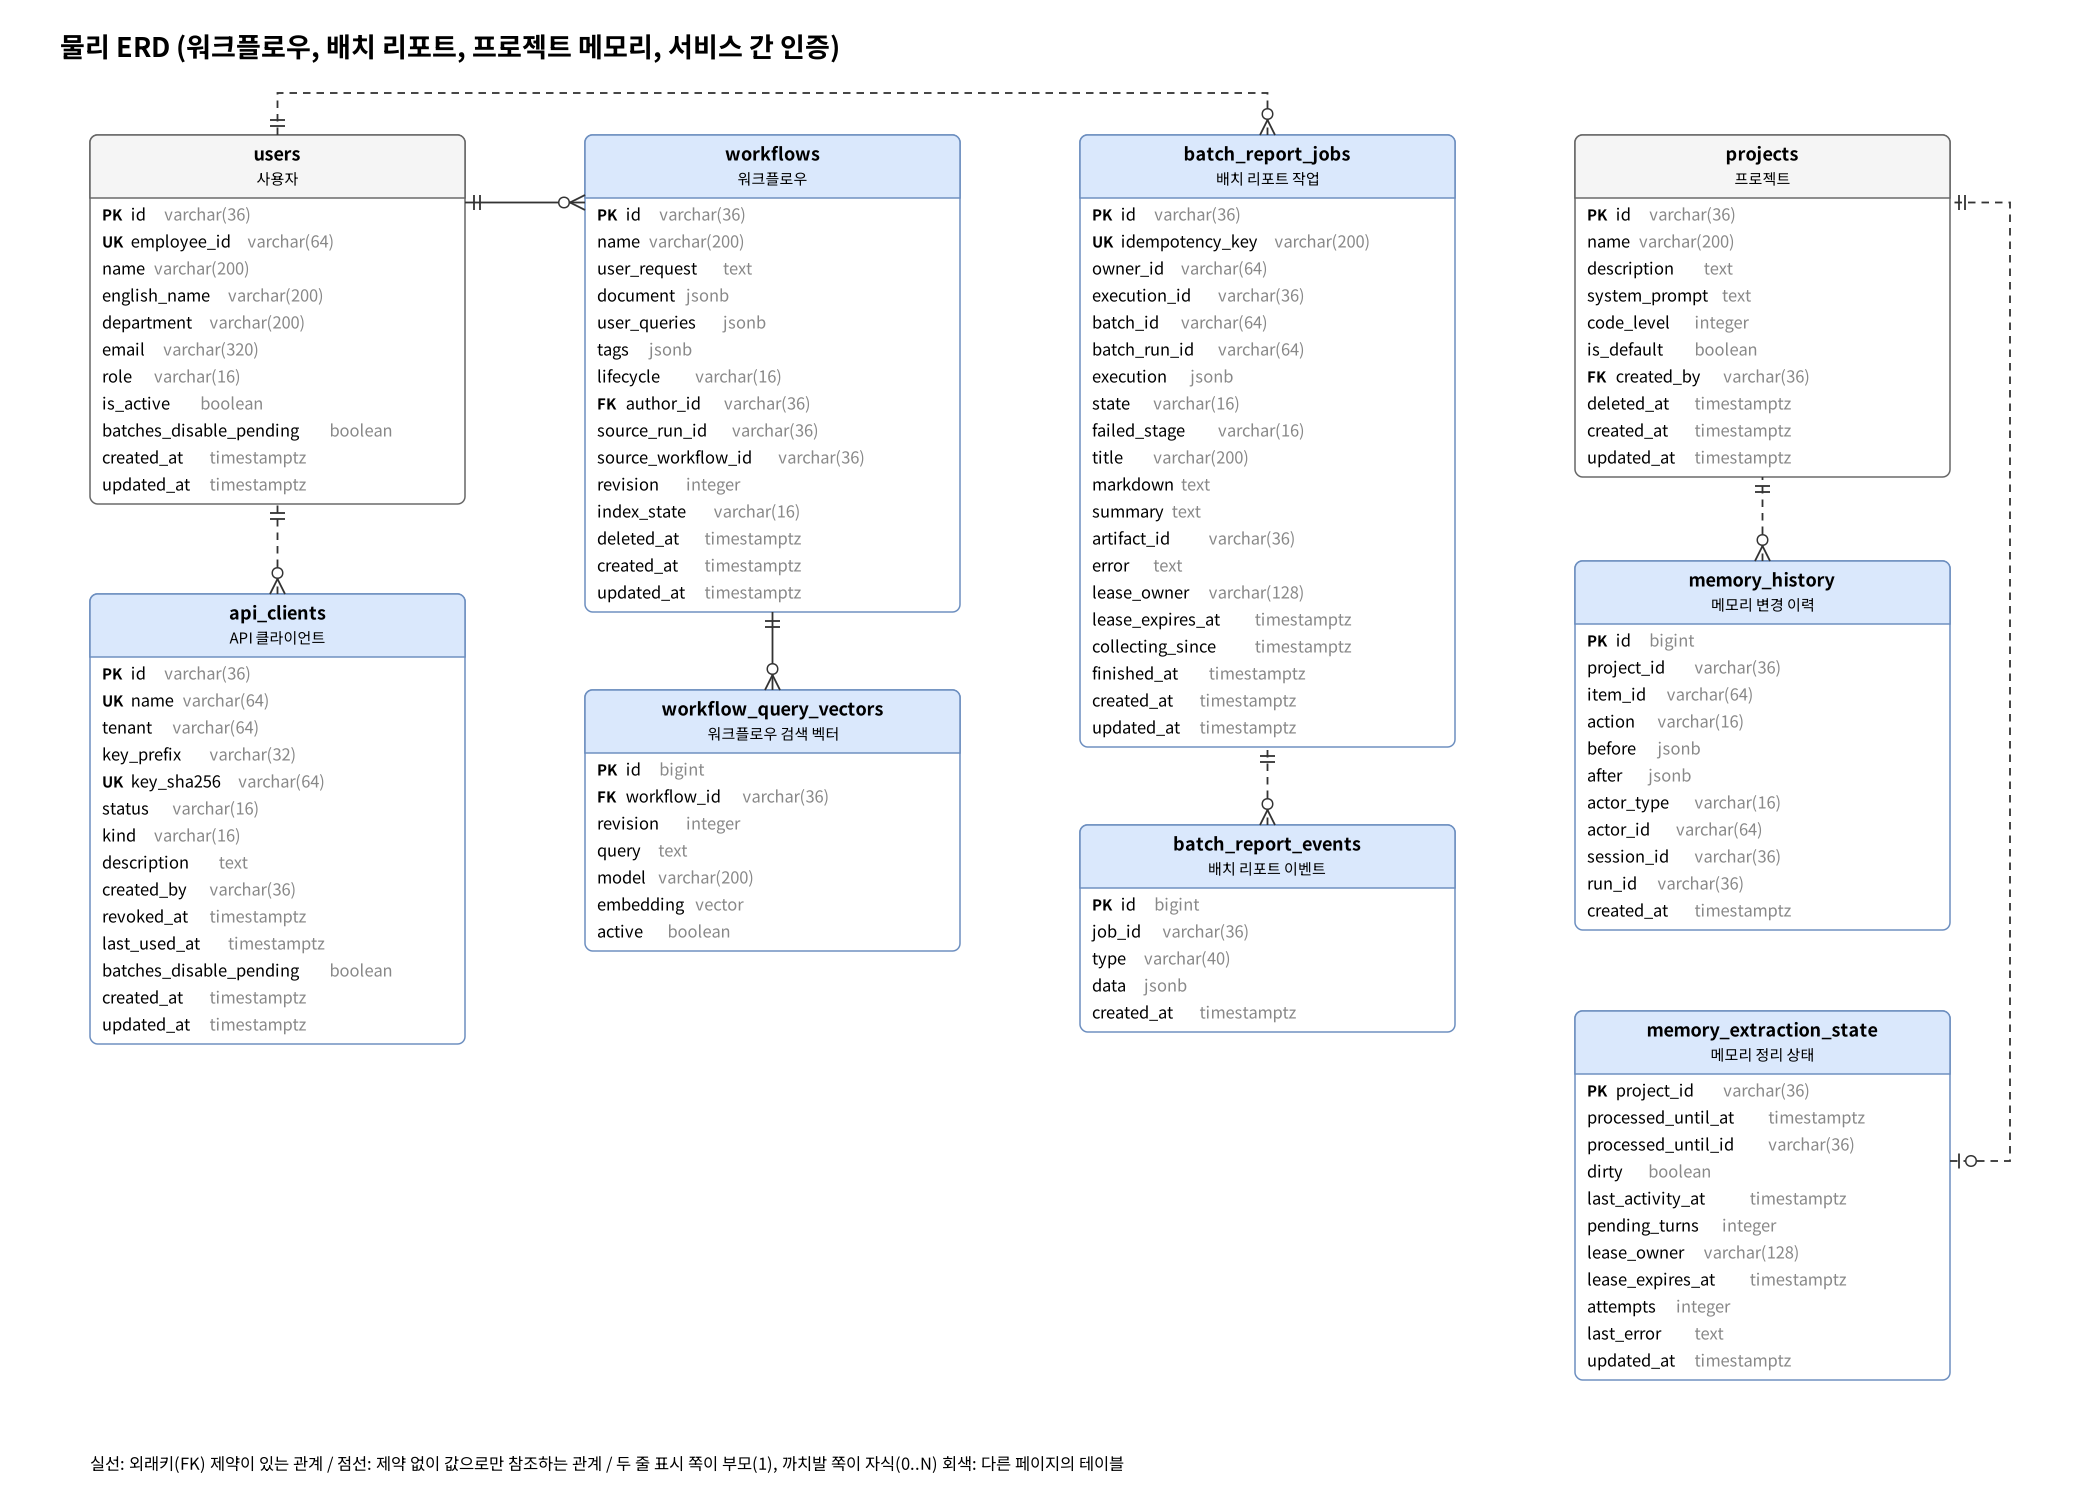 물리 ERD (워크플로우, 배치 리포트, 프로젝트 메모리, 서비스 간 인증)
users
사용자
PK id varchar(36)
UK employee_id varchar(64)
name varchar(200)
english_name varchar(200)
department varchar(200)
email varchar(320)
role varchar(16)
is_active boolean
batches_disable_pending boolean
created_at timestamptz
updated_at timestamptz
api_clients
API 클라이언트
PK id varchar(36)
UK name varchar(64)
tenant varchar(64)
key_prefix varchar(32)
UK key_sha256 varchar(64)
status varchar(16)
kind varchar(16)
description text
created_by varchar(36)
revoked_at timestamptz
last_used_at timestamptz
batches_disable_pending boolean
created_at timestamptz
updated_at timestamptz
workflows
워크플로우
PK id varchar(36)
name varchar(200)
user_request text
document jsonb
user_queries jsonb
tags jsonb
lifecycle varchar(16)
FK author_id varchar(36)
source_run_id varchar(36)
source_workflow_id varchar(36)
revision integer
index_state varchar(16)
deleted_at timestamptz
created_at timestamptz
updated_at timestamptz
workflow_query_vectors
워크플로우 검색 벡터
PK id bigint
FK workflow_id varchar(36)
revision integer
query text
model varchar(200)
embedding vector
active boolean
batch_report_jobs
배치 리포트 작업
PK id varchar(36)
UK idempotency_key varchar(200)
owner_id varchar(64)
execution_id varchar(36)
batch_id varchar(64)
batch_run_id varchar(64)
execution jsonb
state varchar(16)
failed_stage varchar(16)
title varchar(200)
markdown text
summary text
artifact_id varchar(36)
error text
lease_owner varchar(128)
lease_expires_at timestamptz
collecting_since timestamptz
finished_at timestamptz
created_at timestamptz
updated_at timestamptz
batch_report_events
배치 리포트 이벤트
PK id bigint
job_id varchar(36)
type varchar(40)
data jsonb
created_at timestamptz
projects
프로젝트
PK id varchar(36)
name varchar(200)
description text
system_prompt text
code_level integer
is_default boolean
FK created_by varchar(36)
deleted_at timestamptz
created_at timestamptz
updated_at timestamptz
memory_history
메모리 변경 이력
PK id bigint
project_id varchar(36)
item_id varchar(64)
action varchar(16)
before jsonb
after jsonb
actor_type varchar(16)
actor_id varchar(64)
session_id varchar(36)
run_id varchar(36)
created_at timestamptz
memory_extraction_state
메모리 정리 상태
PK project_id varchar(36)
processed_until_at timestamptz
processed_until_id varchar(36)
dirty boolean
last_activity_at timestamptz
pending_turns integer
lease_owner varchar(128)
lease_expires_at timestamptz
attempts integer
last_error text
updated_at timestamptz
실선: 외래키(FK) 제약이 있는 관계 / 점선: 제약 없이 값으로만 참조하는 관계 / 두 줄 표시 쪽이 부모(1), 까치발 쪽이 자식(0..N) 회색: 다른 페이지의 테이블